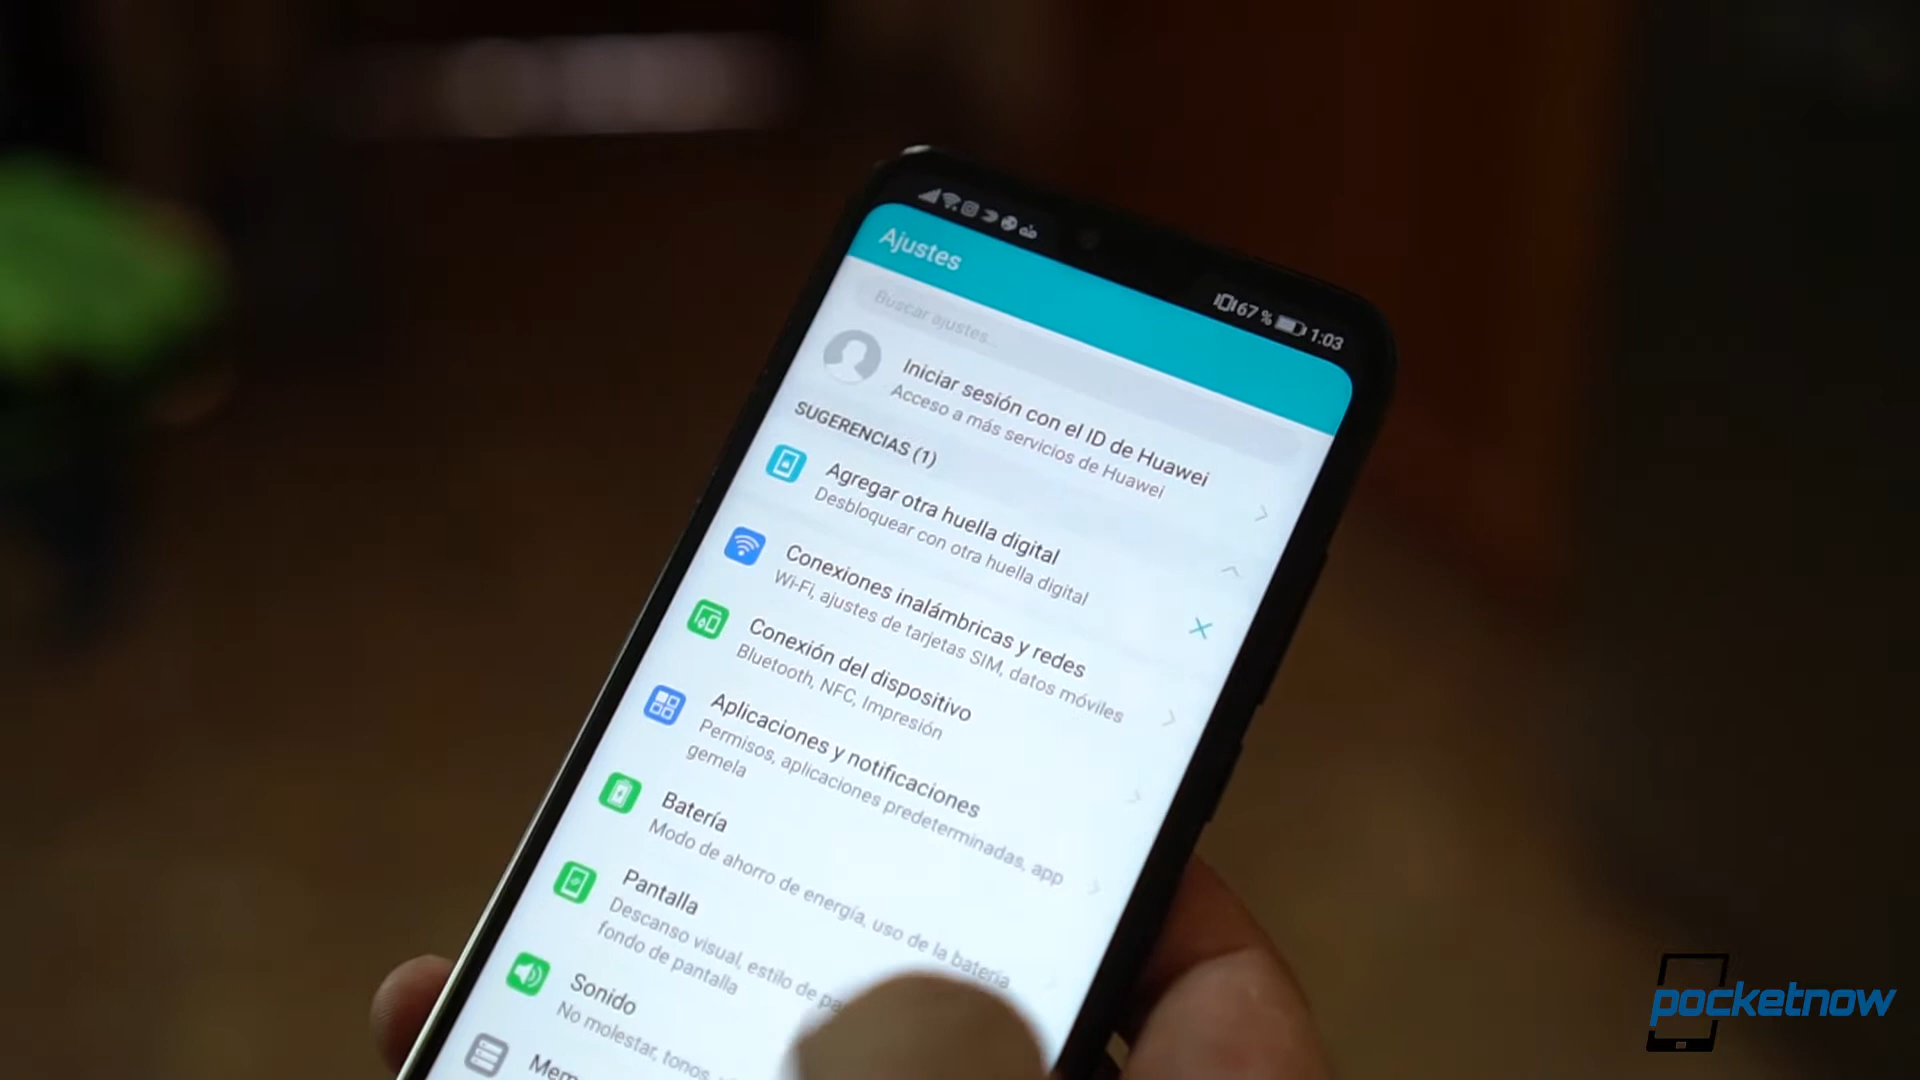 67 % 1:03
Ajustes
Buscar ajustes...
Iniciar sesión con el ID de Huawei
Acceso a más servicios de Huawei
SUGERENCIAS (1)
Agregar otra huella digital
Desbloquear con otra huella digital
Conexiones inalámbricas y redes
Wi-Fi, ajustes de tarjetas SIM, datos móviles
Conexión del dispositivo
Bluetooth, NFC, Impresión
Aplicaciones y notificaciones
Permisos, aplicaciones predeterminadas, app
gemela
Batería
Modo de ahorro de energía, uso de la batería
Pantalla
Descanso visual, estilo de
fondo de pantalla
Sonido
No molestar, tonos,
pocketnow